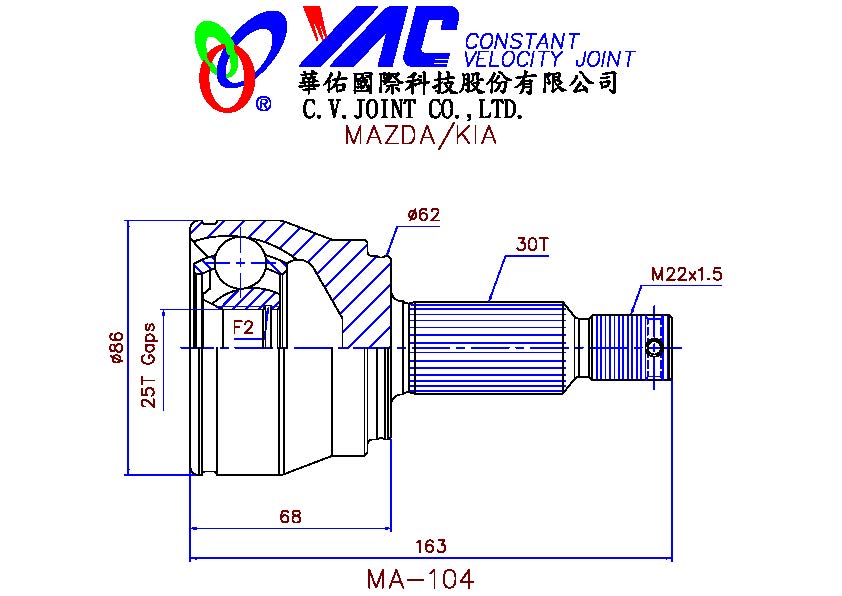 YAC CONSTANT
VELOCITY JOINT
®
華佑國際科技股份有限公司
C.V.JOINT CO.,LTD.
MAZDA/KIA
ø62
30T
M22x1.5
F2
ø86
25T Gaps
68
163
MA-104